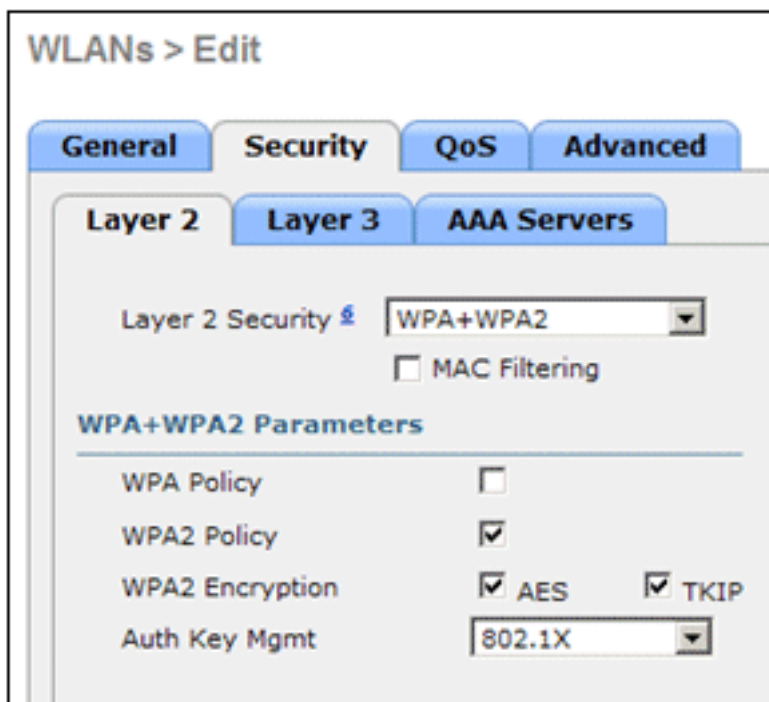 WLANs > Edit
General Security QoS Advanced
Layer 2 Layer 3 AAA Servers
Layer 2 Security 6 WPA+WPA2
MAC Filtering
WPA+WPA2 Parameters
WPA Policy
WPA2 Policy
WPA2 Encryption AES TKIP
Auth Key Mgmt 802.1X